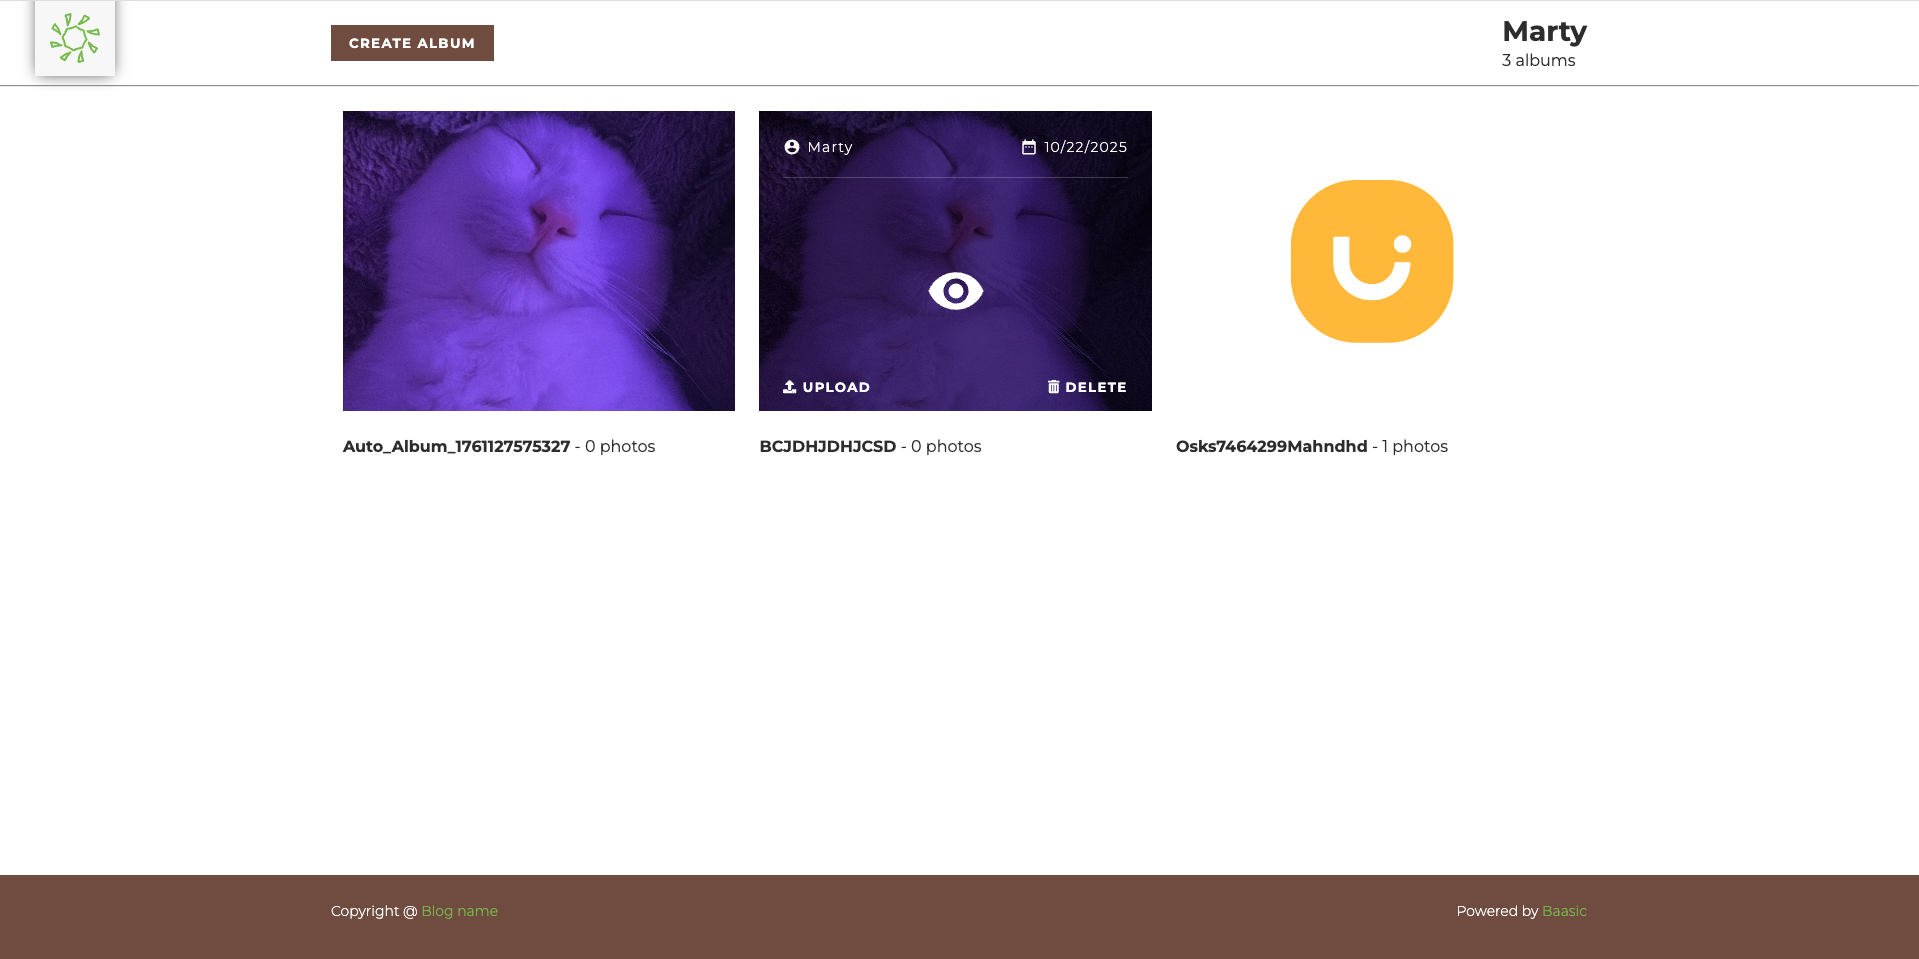 CREATE ALBUM
Marty
3 albums
Marty
10/22/2025
UPLOAD
DELETE
Auto_Album_1761127575327 - 0 photos
BCJDHJDHJCSD - 0 photos
Osks7464299Mahndhd - 1 photos
Copyright @ Blog name
Powered by Baasic